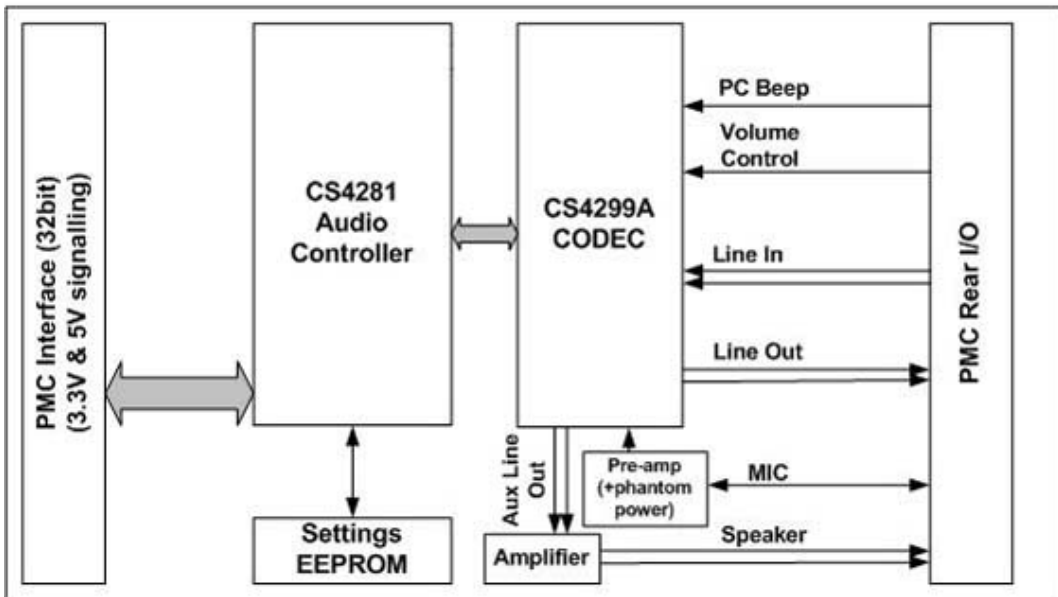 PMC Interface (32bit)
(3.3V & 5V signalling)
CS4281
Audio
Controller
Settings
EEPROM
CS4299A
CODEC
Aux Line
Out
Amplifier
Pre-amp
(+phantom
power)
PC Beep
Volume
Control
Line In
Line Out
MIC
Speaker
PMC Rear I/O